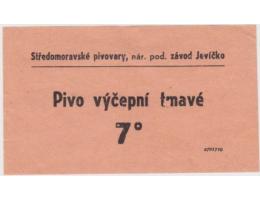 Středomoravské pivovary, nár. pod. závod Jevíčko
Pivo výčepní tmavé
7°